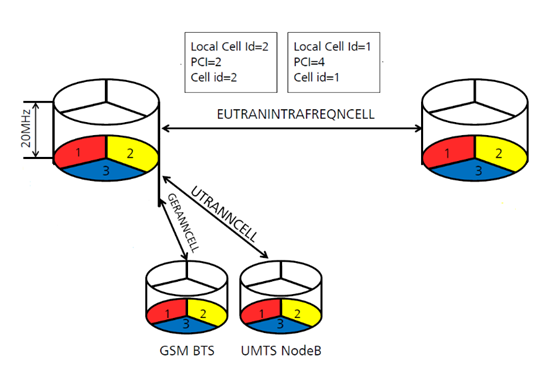 Local Cell Id=2
PCI=2
Cell id=2
Local Cell Id=1
PCI=4
Cell id=1
EUTRANINTRAFREQNCELL
20MHz
1
2
3
1
2
3
UTRANNCELL
GERANNCELL
1
2
3
1
2
3
GSM BTS
UMTS NodeB